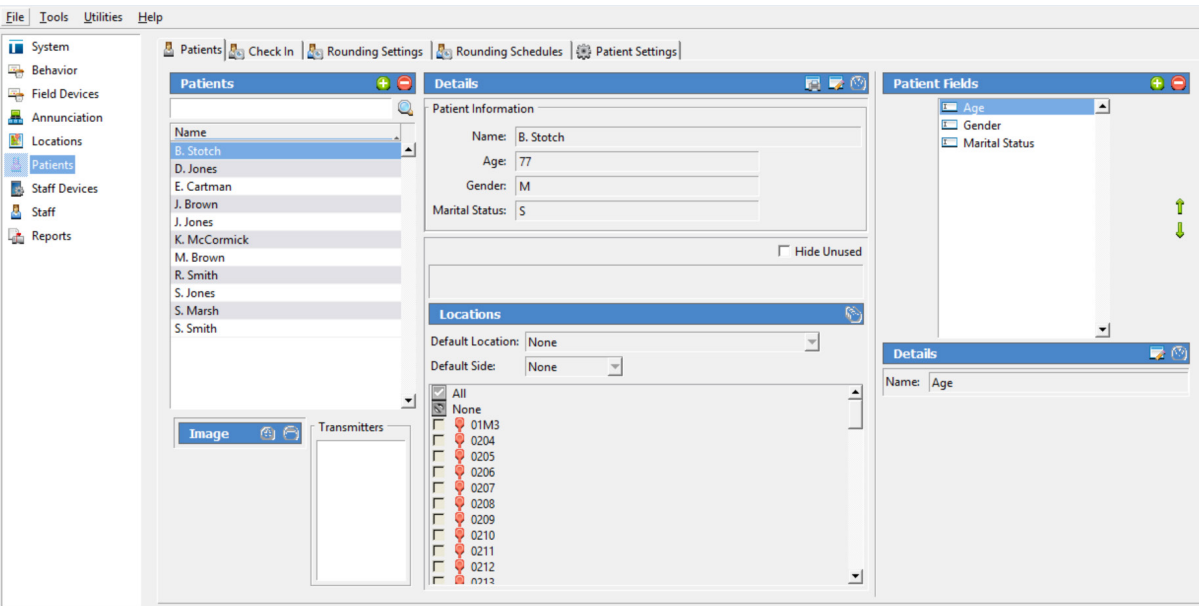 File Tools Utilities Help
System
Behavior
Field Devices
Annunciation
Locations
Patients
Staff Devices
Staff
Reports
Patients Check In Rounding Settings Rounding Schedules Patient Settings
Patients
Name
B. Stotch
D. Jones
E. Cartman
J. Brown
J. Jones
K. McCormick
M. Brown
R. Smith
S. Jones
S. Marsh
S. Smith
Image
Transmitters
Details
Patient Information
Name: B. Stotch
Age: 77
Gender: M
Marital Status: S
Hide Unused
Locations
Default Location: None
Default Side: None
All
None
01M3
0204
0205
0206
0207
0208
0209
0210
0211
0212
0213
Patient Fields
Age
Gender
Marital Status
Details
Name: Age